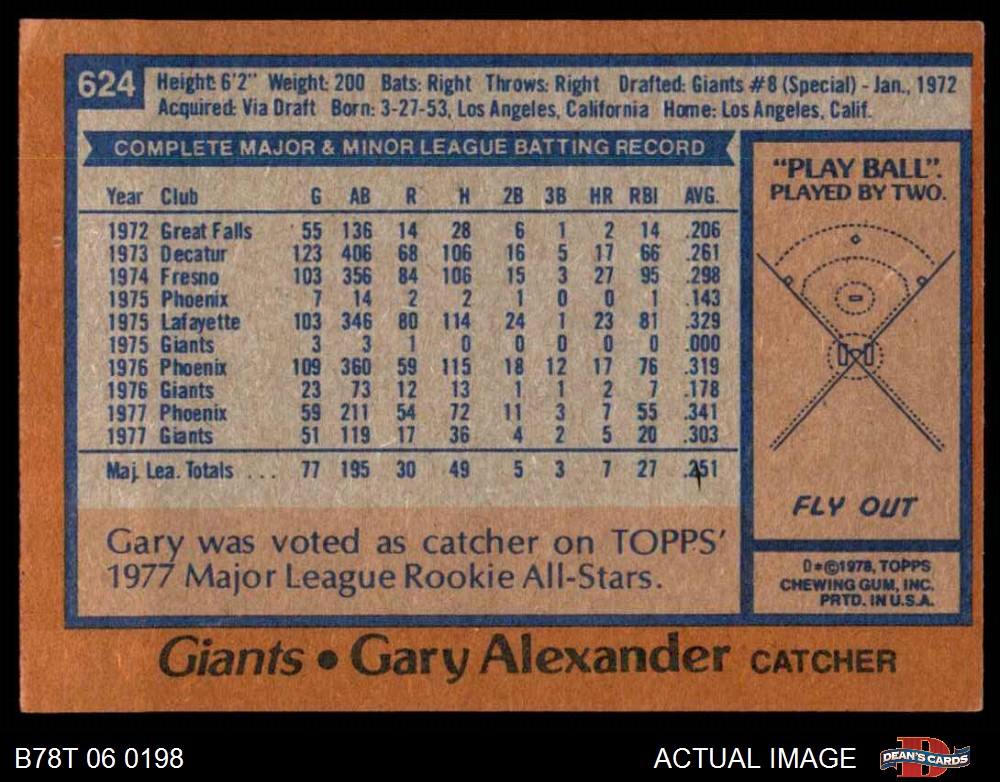 624
Height: 6'2" Weight: 200 Bats: Right Throws: Right Drafted: Giants #8 (Special) - Jan., 1972
Acquired: Via Draft Born: 3-27-53, Los Angeles, California Home: Los Angeles, Calif.
COMPLETE MAJOR & MINOR LEAGUE BATTING RECORD
Year Club G AB R H 2B 3B HR RBI AVG.
1972 Great Falls 55 136 14 28 6 1 2 14 .206
1973 Decatur 123 406 68 106 16 5 17 66 .261
1974 Fresno 103 356 84 106 15 3 27 95 .298
1975 Phoenix 7 14 2 2 1 0 0 1 .143
1975 Lafayette 103 346 80 114 24 1 23 81 .329
1975 Giants 3 3 1 0 0 0 0 0 .000
1976 Phoenix 109 360 59 115 18 12 17 76 .319
1976 Giants 23 73 12 13 1 1 2 7 .178
1977 Phoenix 59 211 54 72 11 3 7 55 .341
1977 Giants 51 119 17 36 4 2 5 20 .303
Maj. Lea. Totals ... 77 195 30 49 5 3 7 27 .251
Gary was voted as catcher on TOPPS'
1977 Major League Rookie All-Stars.
"PLAY BALL".
PLAYED BY TWO.
FLY OUT
0*©1978, TOPPS
CHEWING GUM, INC.
PRTD. IN U.S.A.
Giants • Gary Alexander CATCHER
B78T 06 0198
ACTUAL IMAGE
DEAN'S CARDS